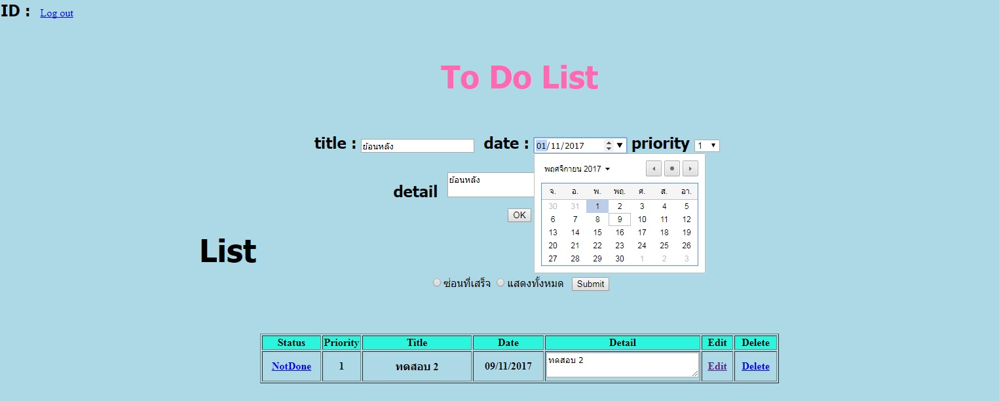 ID : Log out
To Do List
title : ย้อนหลัง date : 01/11/2017 priority 1
detail ย้อนหลัง
พฤศจิกายน 2017
จ. อ. พ. พฤ. ศ. ส. อา.
30 31 1 2 3 4 5
6 7 8 9 10 11 12
13 14 15 16 17 18 19
20 21 22 23 24 25 26
27 28 29 30 1 2 3
OK
List
ซ่อนที่เสร็จ แสดงทั้งหมด Submit
Status Priority Title Date Detail Edit Delete
NotDone 1 ทดสอบ 2 09/11/2017 ทดสอบ 2 Edit Delete